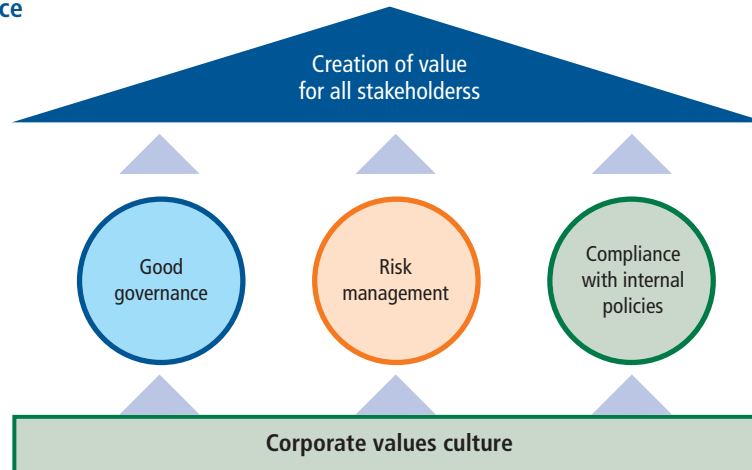 ce
Creation of value
for all stakeholderss
Good
governance
Risk
management
Compliance
with internal
policies
Corporate values culture